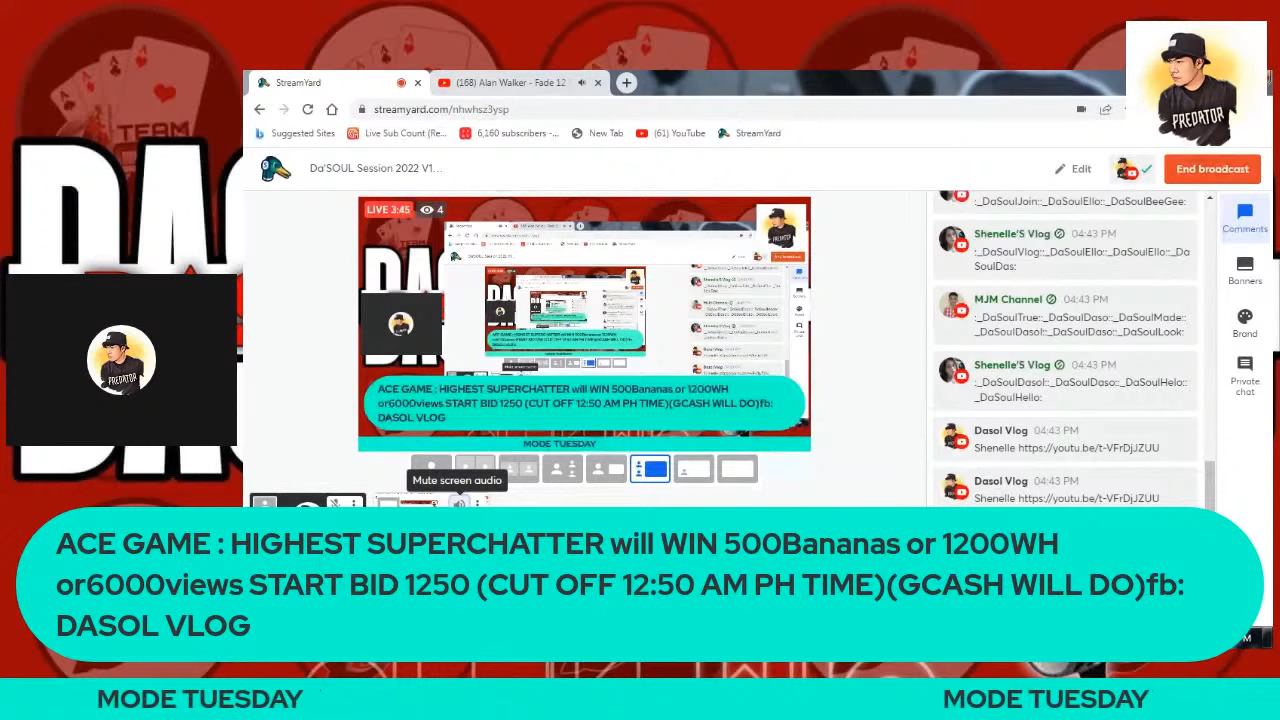 TEAM
DAS
PREDATOR
StreamYard
(168) Alan Walker - Fade 12
streamyard.com/nhwhsz3ysp
Suggested Sites
Live Sub Count (Re...
6,160 subscribers -...
New Tab
(61) YouTube
StreamYard
Da'SOUL Session 2022 V1...
Edit
End broadcast
LIVE 3:45
4
ACE GAME : HIGHEST SUPERCHATTER will WIN 500Bananas or 1200WH
or6000views START BID 1250 (CUT OFF 12:50 AM PH TIME)(GCASH WILL DO)fb:
DASOL VLOG
MODE TUESDAY
Mute screen audio
:_DaSoulJain::_DaSoulEllo::_DaSoulBeeGee:
Shenelle'S Vlog 04:43 PM
:_DaSoulVlog::_DaSoulEllo::_Da
SoulDas:
MJM Channel 04:43 PM
:_DaSoulTrue::_DaSoulDaso::_DaSoulMade::
_DaSoulTrue::_DaSoulDaso::_DaSoulLook:
Shenelle'S Vlog 04:43 PM
:_DaSoulDasol::_DaSoulDaso::_DaSoulHelo::
_DaSoulHello:
Dasol Vlog 04:43 PM
Shenelle https://youtu.be/t-VFrDjJZUU
Dasol Vlog 04:43 PM
Shenelle https://youtu.be/t-VFrDjJZUU
Comments
Banners
Brand
Private
chat
PREDATOR
ACE GAME : HIGHEST SUPERCHATTER will WIN 500Bananas or 1200WH
or6000views START BID 1250 (CUT OFF 12:50 AM PH TIME)(GCASH WILL DO)fb:
DASOL VLOG
MODE TUESDAY
MODE TUESDAY